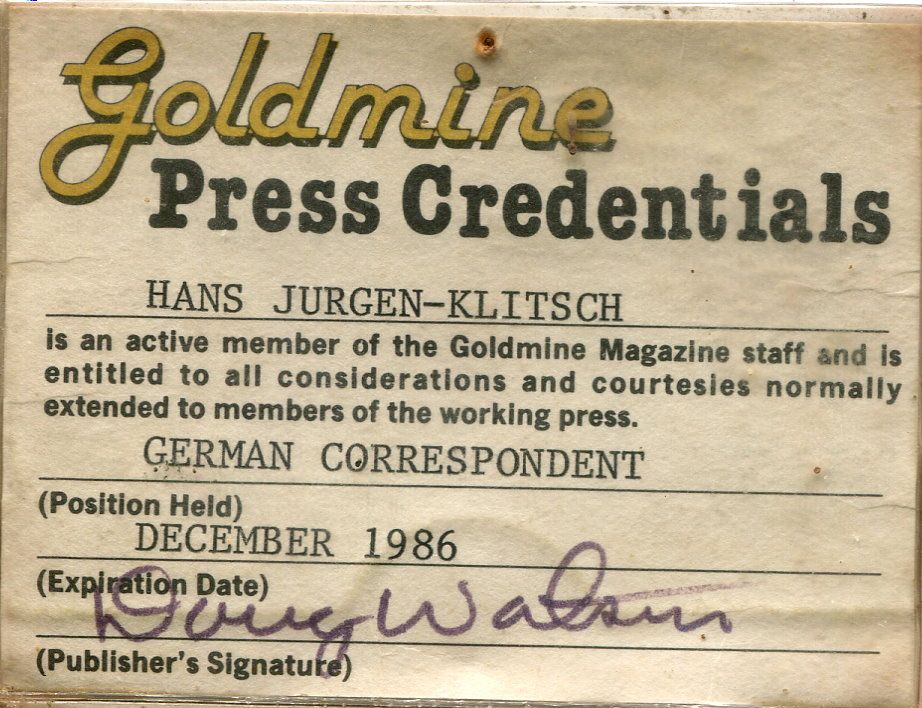 Goldmine
Press Credentials
HANS JURGEN-KLITSCH
is an active member of the Goldmine Magazine staff and is
entitled to all considerations and courtesies normally
extended to members of the working press.
GERMAN CORRESPONDENT
(Position Held)
DECEMBER 1986
(Expiration Date)
Doug Watson
(Publisher's Signature)